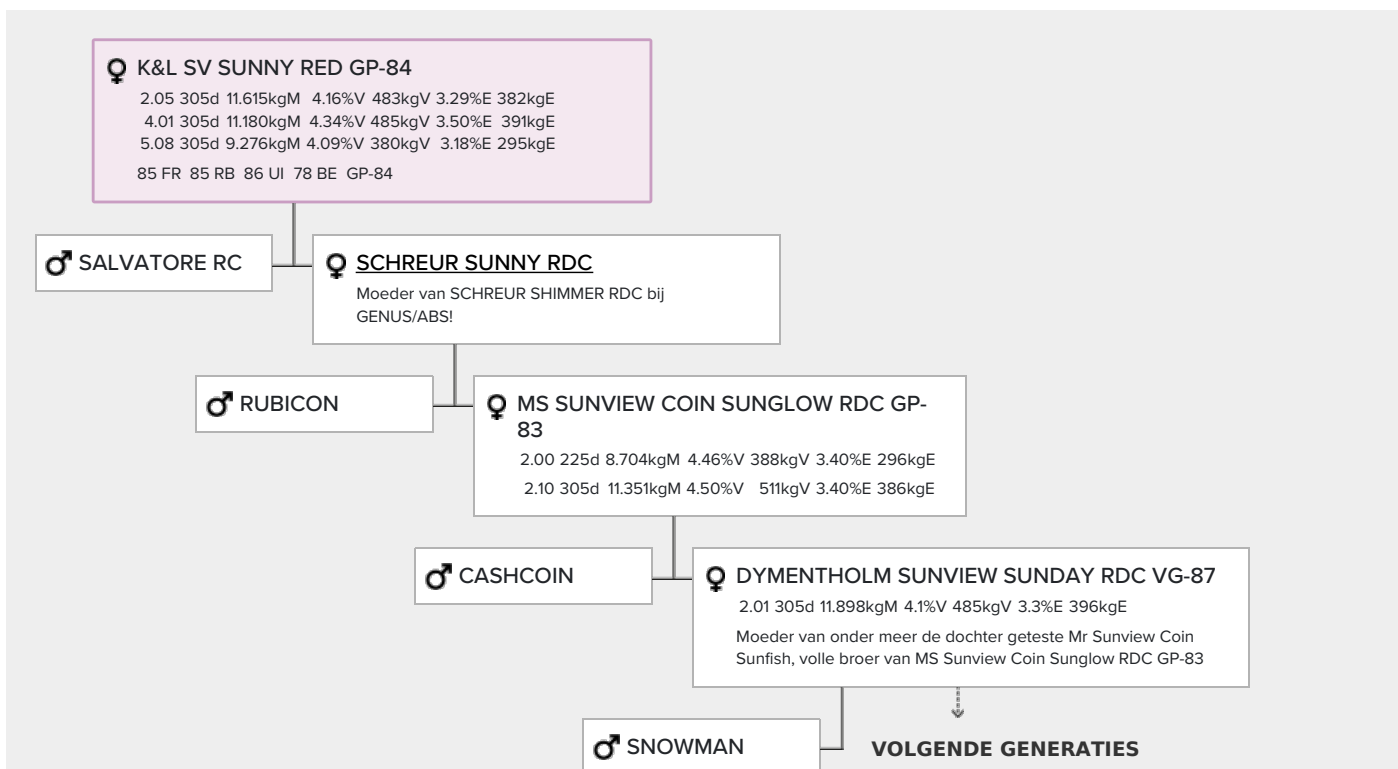 K&L SV SUNNY RED GP-84
2.05 305d 11.615kgM 4.16%V 483kgV 3.29%E 382kgE
4.01 305d 11.180kgM 4.34%V 485kgV 3.50%E 391kgE
5.08 305d 9.276kgM 4.09%V 380kgV 3.18%E 295kgE
85 FR 85 RB 86 UI 78 BE GP-84
SALVATORE RC
SCHREUR SUNNY RDC
Moeder van SCHREUR SHIMMER RDC bij
GENUS/ABS!
RUBICON
MS SUNVIEW COIN SUNGLOW RDC GP-
83
2.00 225d 8.704kgM 4.46%V 388kgV 3.40%E 296kgE
2.10 305d 11.351kgM 4.50%V 511kgV 3.40%E 386kgE
CASHCOIN
DYMENTHOLM SUNVIEW SUNDAY RDC VG-87
2.01 305d 11.898kgM 4.1%V 485kgV 3.3%E 396kgE
Moeder van onder meer de dochter geteste Mr Sunview Coin
Sunfish, volle broer van MS Sunview Coin Sunglow RDC GP-83
SNOWMAN
VOLGENDE GENERATIES